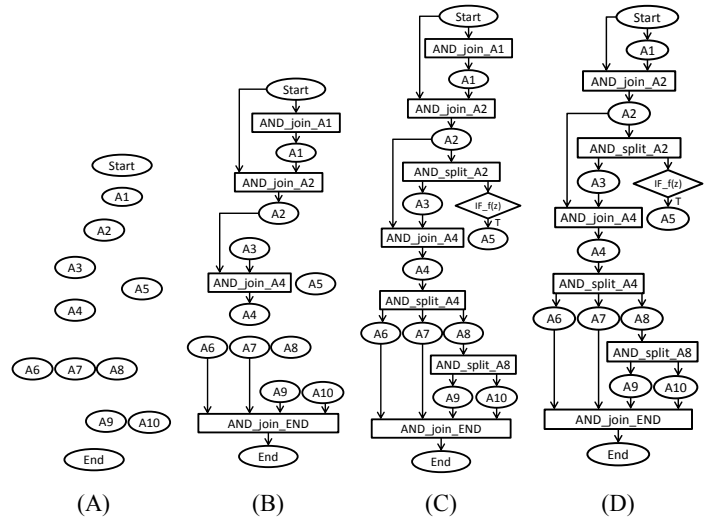 Start
A1
A2
A3
A5
A4
A6 A7 A8
A9 A10
End
(A)
Start
AND_join_A1
A1
AND_join_A2
A2
A3
AND_join_A4 A5
A4
A6 A7 A8
A9 A10
AND_join_END
End
(B)
Start
AND_join_A1
A1
AND_join_A2
A2
AND_split_A2
A3 IF_f(z)
T
AND_join_A4 A5
A4
AND_split_A4
A6 A7 A8
AND_split_A8
A9 A10
AND_join_END
End
(C)
Start
A1
AND_join_A2
A2
AND_split_A2
A3 IF_f(z)
T
AND_join_A4 A5
A4
AND_split_A4
A6 A7 A8
AND_split_A8
A9 A10
AND_join_END
End
(D)